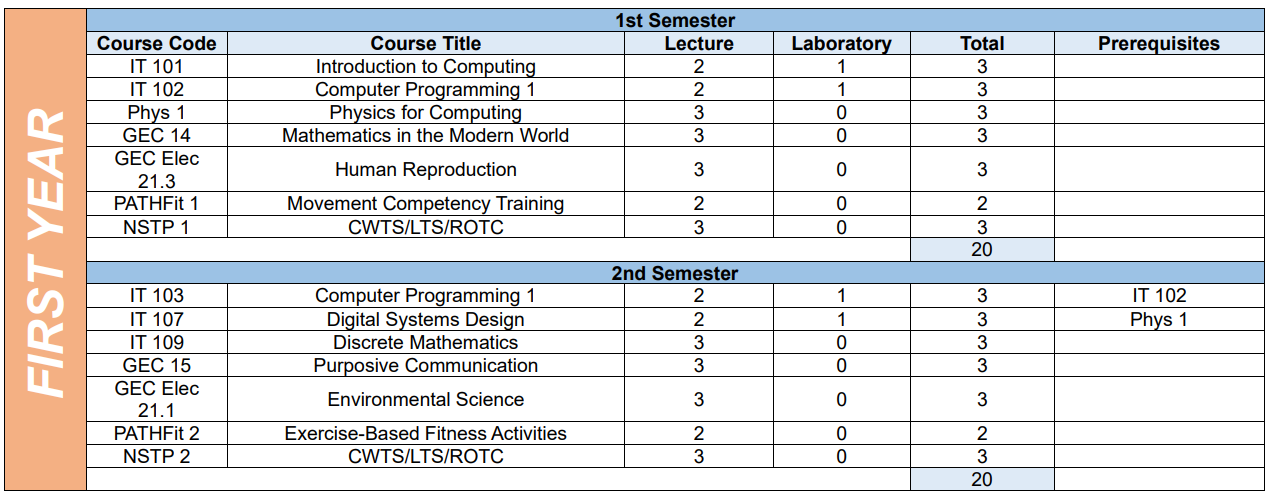 FIRST YEAR
1st Semester
Course Code Course Title Lecture Laboratory Total Prerequisites
IT 101 Introduction to Computing 2 1 3
IT 102 Computer Programming 1 2 1 3
Phys 1 Physics for Computing 3 0 3
GEC 14 Mathematics in the Modern World 3 0 3
GEC Elec
21.3 Human Reproduction 3 0 3
PATHFit 1 Movement Competency Training 2 0 2
NSTP 1 CWTS/LTS/ROTC 3 0 3
20
2nd Semester
IT 103 Computer Programming 1 2 1 3 IT 102
IT 107 Digital Systems Design 2 1 3 Phys 1
IT 109 Discrete Mathematics 3 0 3
GEC 15 Purposive Communication 3 0 3
GEC Elec
21.1 Environmental Science 3 0 3
PATHFit 2 Exercise-Based Fitness Activities 2 0 2
NSTP 2 CWTS/LTS/ROTC 3 0 3
20